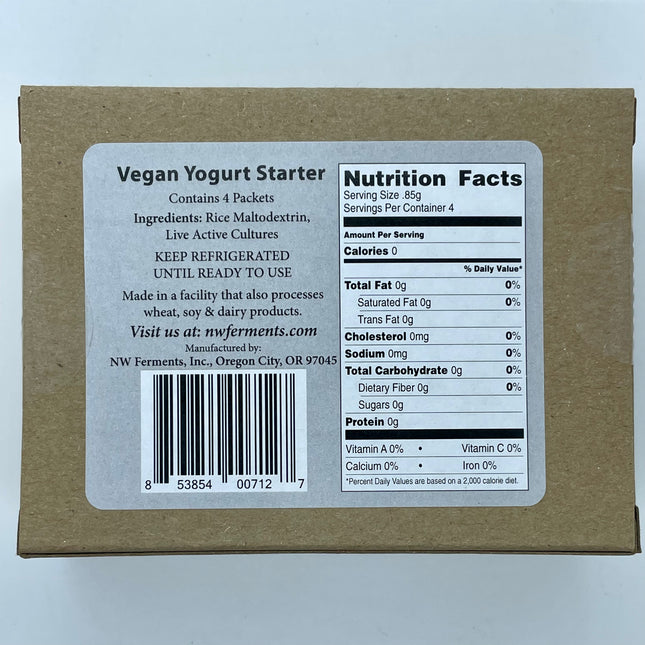 Vegan Yogurt Starter
Contains 4 Packets
Ingredients: Rice Maltodextrin,
Live Active Cultures
KEEP REFRIGERATED
UNTIL READY TO USE
Made in a facility that also processes
wheat, soy & dairy products.
Visit us at: nwferments.com
Manufactured by:
NW Ferments, Inc., Oregon City, OR 97045
8 53854 00712 7
Nutrition Facts
Serving Size .85g
Servings Per Container 4
Amount Per Serving
Calories 0
% Daily Value*
Total Fat 0g 0%
Saturated Fat 0g 0%
Trans Fat 0g
Cholesterol 0mg 0%
Sodium 0mg 0%
Total Carbohydrate 0g 0%
Dietary Fiber 0g 0%
Sugars 0g
Protein 0g
Vitamin A 0% • Vitamin C 0%
Calcium 0% • Iron 0%
*Percent Daily Values are based on a 2,000 calorie diet.